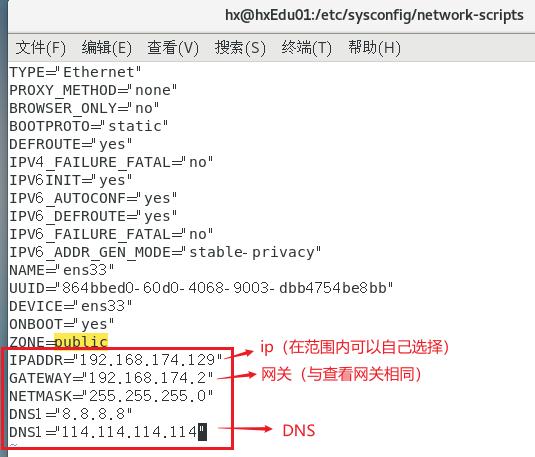 hx@hxEdu01:/etc/sysconfig/network-scripts
文件(F) 编辑(E) 查看(V) 搜索(S) 终端(T) 帮助(H)
TYPE="Ethernet"
PROXY_METHOD="none"
BROWSER_ONLY="no"
BOOTPROTO="static"
DEFROUTE="yes"
IPV4_FAILURE_FATAL="no"
IPV6INIT="yes"
IPV6_AUTOCONF="yes"
IPV6_DEFROUTE="yes"
IPV6_FAILURE_FATAL="no"
IPV6_ADDR_GEN_MODE="stable-privacy"
NAME="ens33"
UUID="864bbed0-60d0-4068-9003-dbb4754be8bb"
DEVICE="ens33"
ONBOOT="yes"
ZONE=public
IPADDR="192.168.174.129" ip（在范围内可以自己选择）
GATEWAY="192.168.174.2" 网关（与查看网关相同）
NETMASK="255.255.255.0"
DNS1="8.8.8.8"
DNS1="114.114.114.114" DNS
~